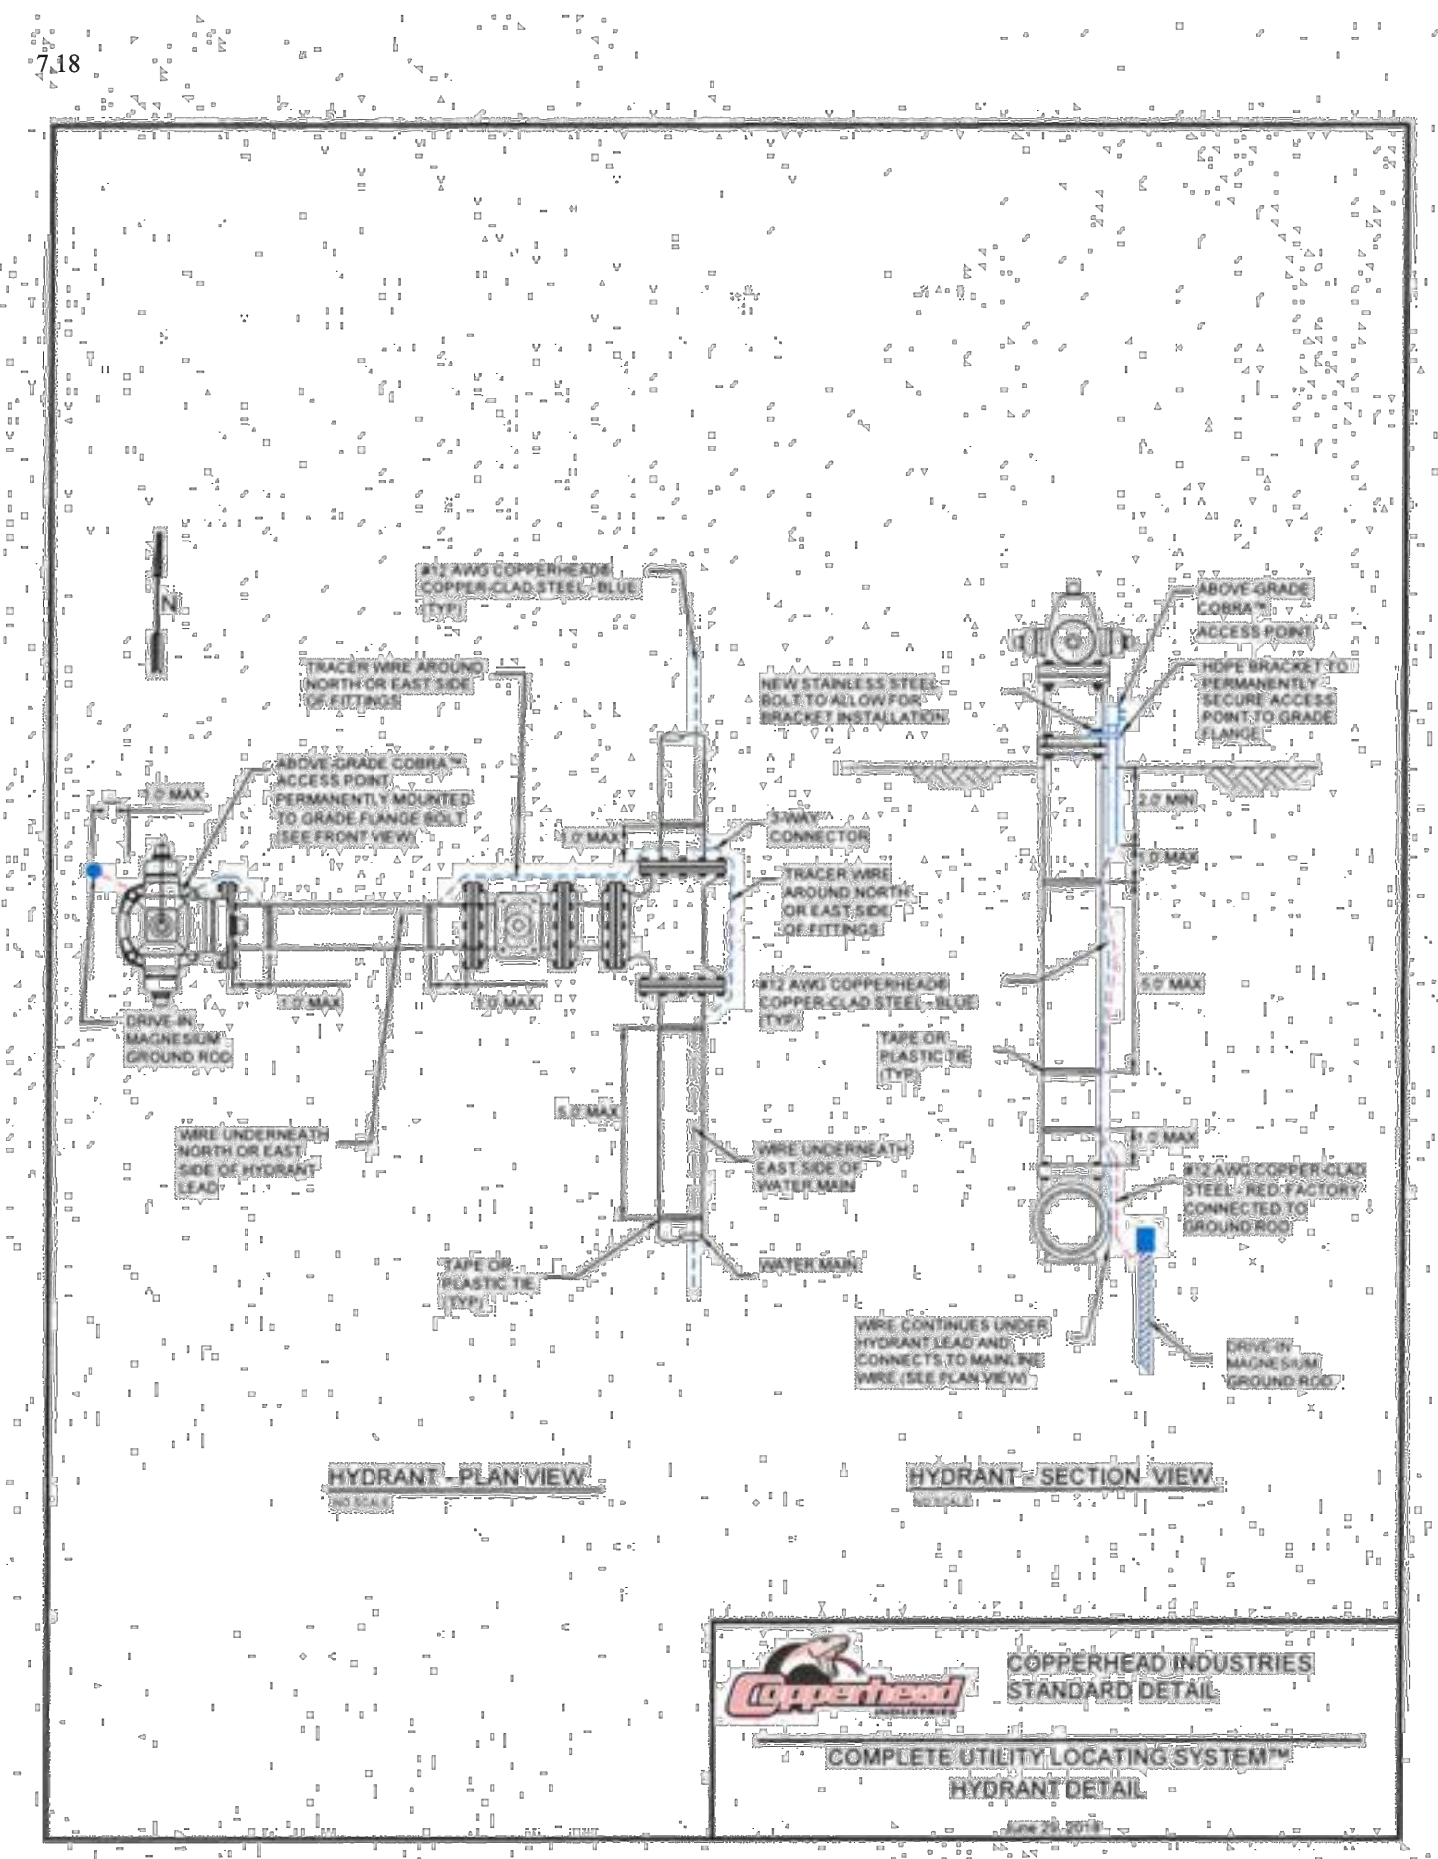 7.18
#12 AWG COPPERHEAD®
COPPER-CLAD STEEL - BLUE
(TYP)
N
TRACER WIRE AROUND
NORTH OR EAST SIDE
OF FITTINGS
ABOVE-GRADE COBRA™
ACCESS POINT
PERMANENTLY MOUNTED
TO GRADE FLANGE BOLT
(SEE FRONT VIEW)
1.0' MAX
MAX
3-WAY
CONNECTOR
TRACER WIRE
AROUND NORTH
OR EAST SIDE
OF FITTINGS
DRIVE-IN
MAGNESIUM
GROUND ROD
1.0' MAX
1.0' MAX
#12 AWG COPPERHEAD®
COPPER-CLAD STEEL - BLUE
(TYP)
5.0' MAX
WIRE UNDERNEATH
NORTH OR EAST
SIDE OF HYDRANT
LEAD
WIRE UNDERNEATH
EAST SIDE OF
WATER MAIN
TAPE OR
PLASTIC TIE
(TYP)
WATER MAIN
HYDRANT - PLAN VIEW
NO SCALE
ABOVE-GRADE
COBRA™
ACCESS POINT
HDPE BRACKET TO
PERMANENTLY
SECURE ACCESS
POINT TO GRADE
FLANGE
NEW STAINLESS STEEL
BOLT TO ALLOW FOR
BRACKET INSTALLATION
2.0' MIN
1.0' MAX
5.0' MAX
TAPE OR
PLASTIC TIE
(TYP)
1.0' MAX
#12 AWG COPPER-CLAD
STEEL - RED, FACTORY
CONNECTED TO
GROUND ROD
WIRE CONTINUES UNDER
HYDRANT LEAD AND
CONNECTS TO MAINLINE
WIRE (SEE PLAN VIEW)
DRIVE-IN
MAGNESIUM
GROUND ROD
HYDRANT - SECTION VIEW
NO SCALE
Copperhead
INDUSTRIES
COPPERHEAD INDUSTRIES
STANDARD DETAIL
COMPLETE UTILITY LOCATING SYSTEM™
HYDRANT DETAIL